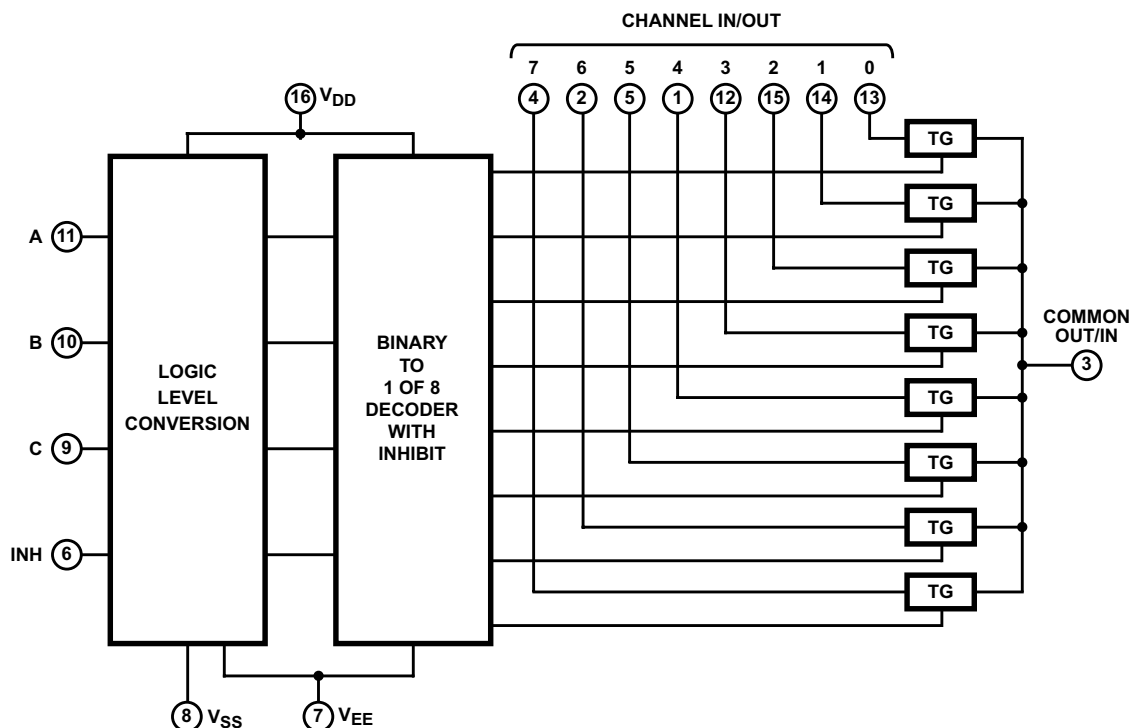 CHANNEL IN/OUT
7 6 5 4 3 2 1 0
4 2 5 1 12 15 14 13
16 VDD
TG
TG
TG
TG
TG
TG
TG
TG
A 11
B 10
C 9
INH 6
LOGIC
LEVEL
CONVERSION
BINARY
TO
1 OF 8
DECODER
WITH
INHIBIT
COMMON
OUT/IN
3
8 VSS
7 VEE